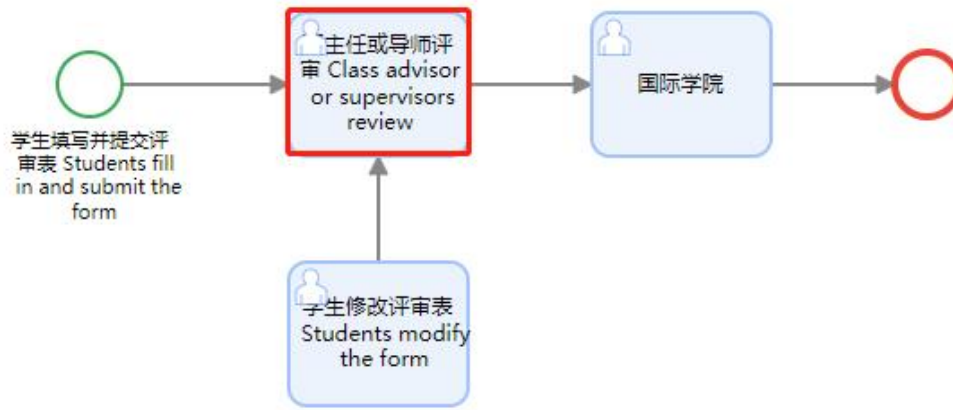 学生填写并提交评
审表 Students fill
in and submit the
form
主任或导师评
审 Class advisor
or supervisors
review
国际学院
学生修改评审表
Students modify
the form